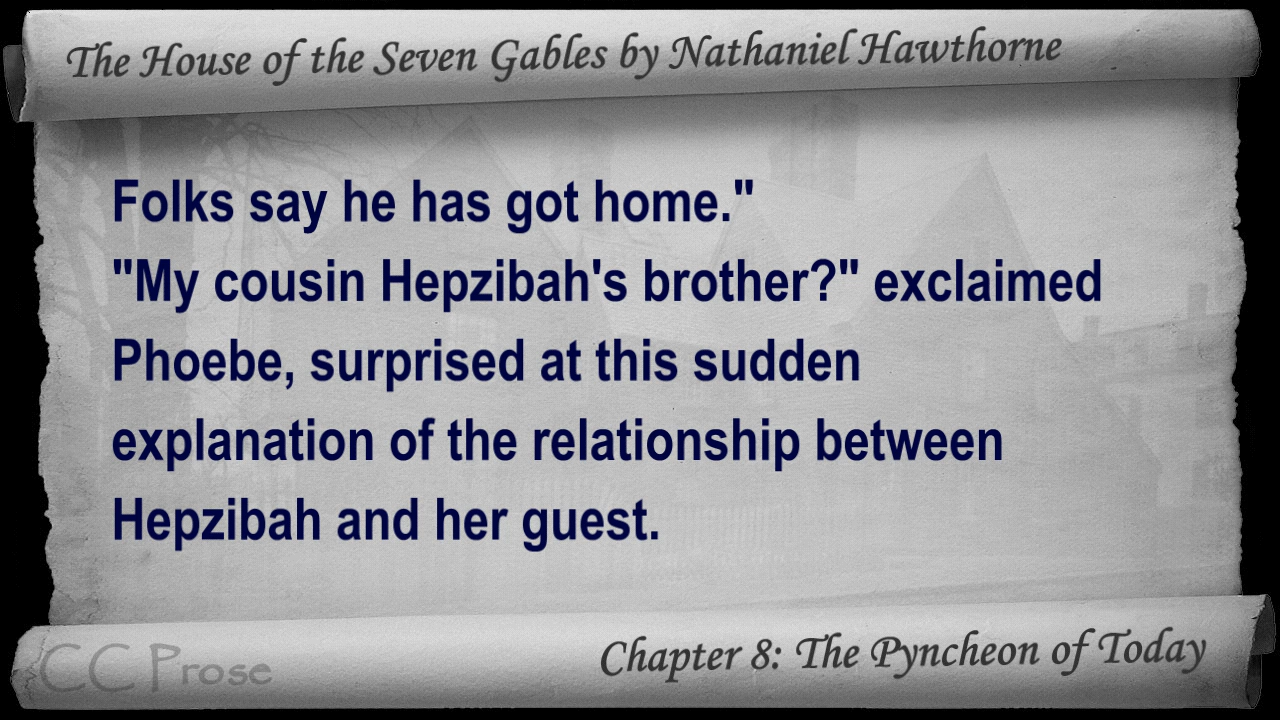 The House of the Seven Gables by Nathaniel Hawthorne
Folks say he has got home."
"My cousin Hepzibah's brother?" exclaimed
Phoebe, surprised at this sudden
explanation of the relationship between
Hepzibah and her guest.
CC Prose
Chapter 8: The Pyncheon of Today